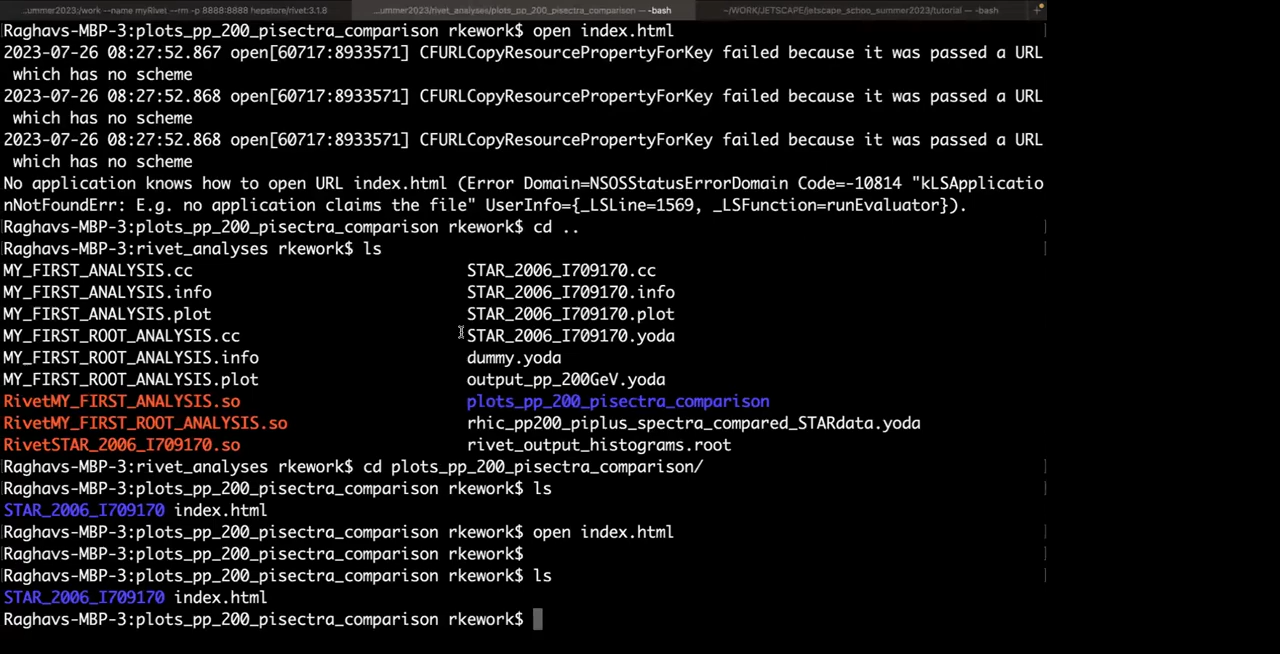 ...ummer2023:/work --name myRivet --rm -p 8888:8888 hepstore/rivet:3.1.8 ...ummer2023/rivet_analyses/plots_pp_200_pisectra_comparison — -bash ~/WORK/JETSCAPE/jetscape_schoo_summer2023/tutorial — -bash +
Raghavs-MBP-3:plots_pp_200_pisectra_comparison rkework$ open index.html
2023-07-26 08:27:52.867 open[60717:8933571] CFURLCopyResourcePropertyForKey failed because it was passed a URL
which has no scheme
2023-07-26 08:27:52.868 open[60717:8933571] CFURLCopyResourcePropertyForKey failed because it was passed a URL
which has no scheme
2023-07-26 08:27:52.868 open[60717:8933571] CFURLCopyResourcePropertyForKey failed because it was passed a URL
which has no scheme
No application knows how to open URL index.html (Error Domain=NSOSStatusErrorDomain Code=-10814 "kLSApplicatio
nNotFoundErr: E.g. no application claims the file" UserInfo={_LSLine=1569, _LSFunction=runEvaluator}).
Raghavs-MBP-3:plots_pp_200_pisectra_comparison rkework$ cd ..
Raghavs-MBP-3:rivet_analyses rkework$ ls
MY_FIRST_ANALYSIS.cc STAR_2006_I709170.cc
MY_FIRST_ANALYSIS.info STAR_2006_I709170.info
MY_FIRST_ANALYSIS.plot STAR_2006_I709170.plot
MY_FIRST_ROOT_ANALYSIS.cc STAR_2006_I709170.yoda
MY_FIRST_ROOT_ANALYSIS.info dummy.yoda
MY_FIRST_ROOT_ANALYSIS.plot output_pp_200GeV.yoda
RivetMY_FIRST_ANALYSIS.so plots_pp_200_pisectra_comparison
RivetMY_FIRST_ROOT_ANALYSIS.so rhic_pp200_piplus_spectra_compared_STARdata.yoda
RivetSTAR_2006_I709170.so rivet_output_histograms.root
Raghavs-MBP-3:rivet_analyses rkework$ cd plots_pp_200_pisectra_comparison/
Raghavs-MBP-3:plots_pp_200_pisectra_comparison rkework$ ls
STAR_2006_I709170 index.html
Raghavs-MBP-3:plots_pp_200_pisectra_comparison rkework$ open index.html
Raghavs-MBP-3:plots_pp_200_pisectra_comparison rkework$
Raghavs-MBP-3:plots_pp_200_pisectra_comparison rkework$ ls
STAR_2006_I709170 index.html
Raghavs-MBP-3:plots_pp_200_pisectra_comparison rkework$